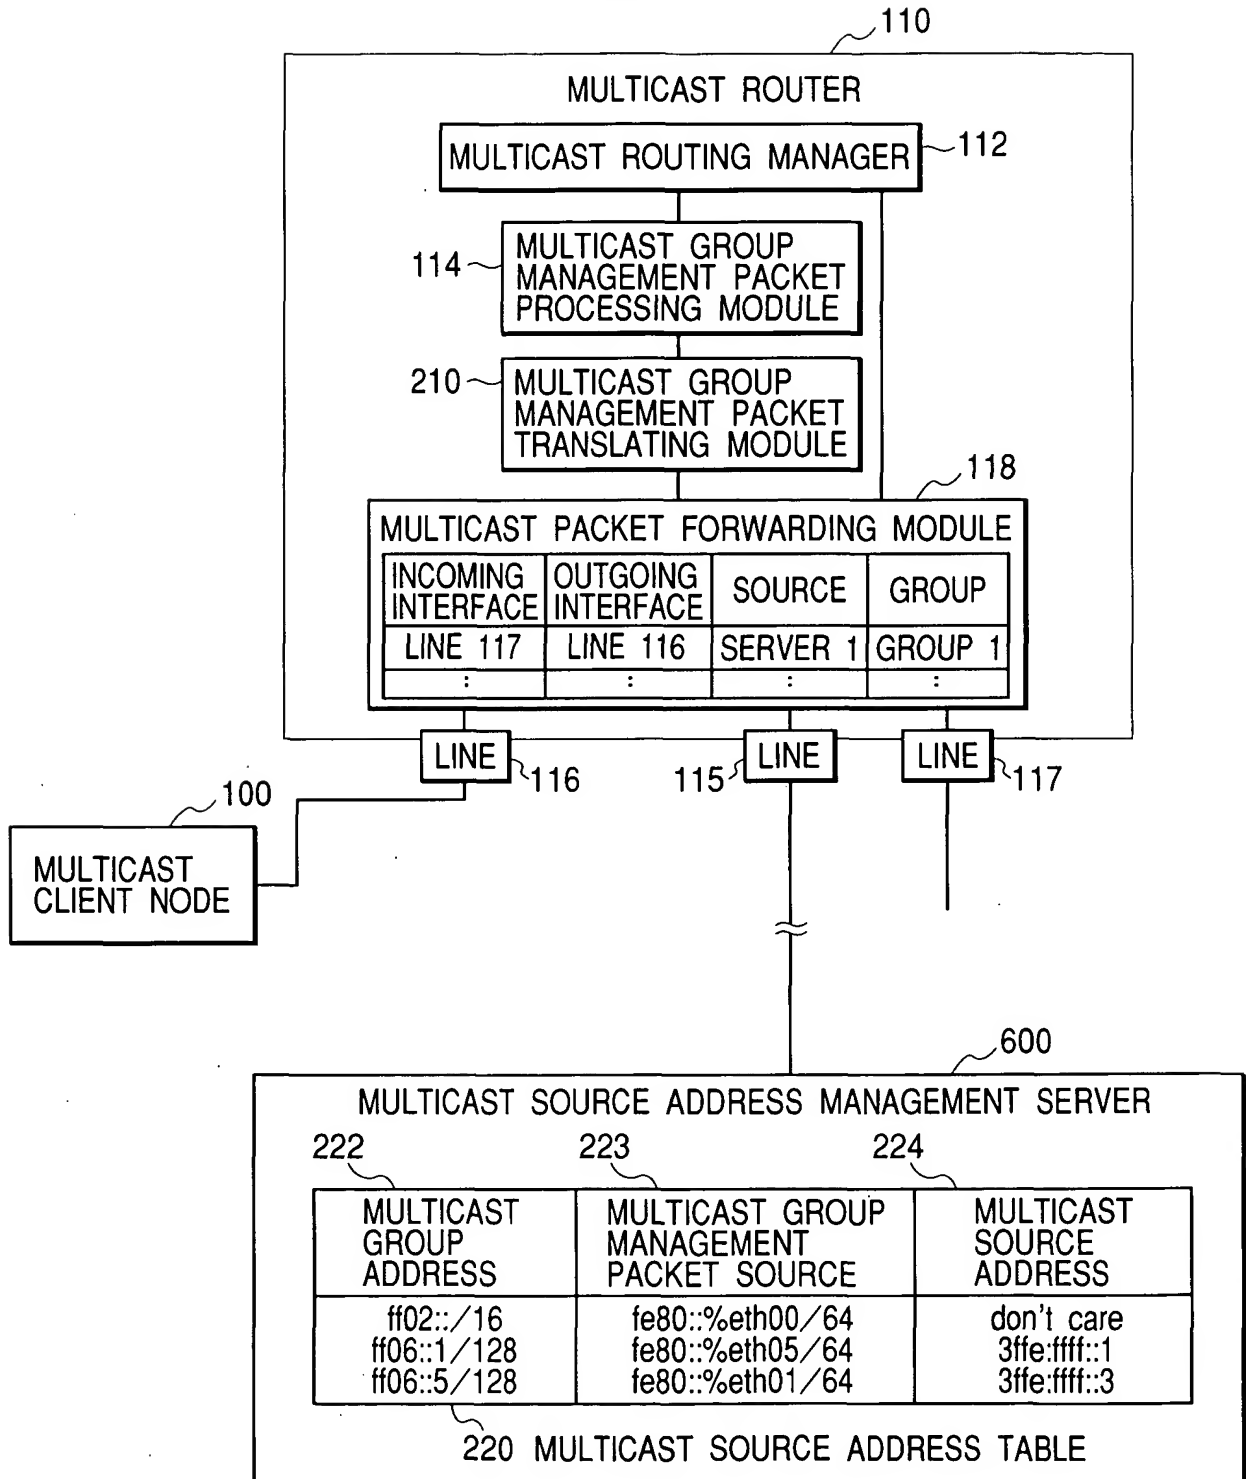 110
MULTICAST ROUTER
MULTICAST ROUTING MANAGER
112
114
MULTICAST GROUP
MANAGEMENT PACKET
PROCESSING MODULE
210
MULTICAST GROUP
MANAGEMENT PACKET
TRANSLATING MODULE
118
MULTICAST PACKET FORWARDING MODULE
INCOMING INTERFACE
OUTGOING INTERFACE
SOURCE
GROUP
LINE 117
LINE 116
SERVER 1
GROUP 1
:
:
:
:
LINE
116
115
LINE
LINE
117
100
MULTICAST
CLIENT NODE
600
MULTICAST SOURCE ADDRESS MANAGEMENT SERVER
222
223
224
MULTICAST
GROUP
ADDRESS
MULTICAST GROUP
MANAGEMENT
PACKET SOURCE
MULTICAST
SOURCE
ADDRESS
ff02::/16
fe80::%eth00/64
don't care
ff06::1/128
fe80::%eth05/64
3ffe:ffff::1
ff06::5/128
fe80::%eth01/64
3ffe:ffff::3
220 MULTICAST SOURCE ADDRESS TABLE